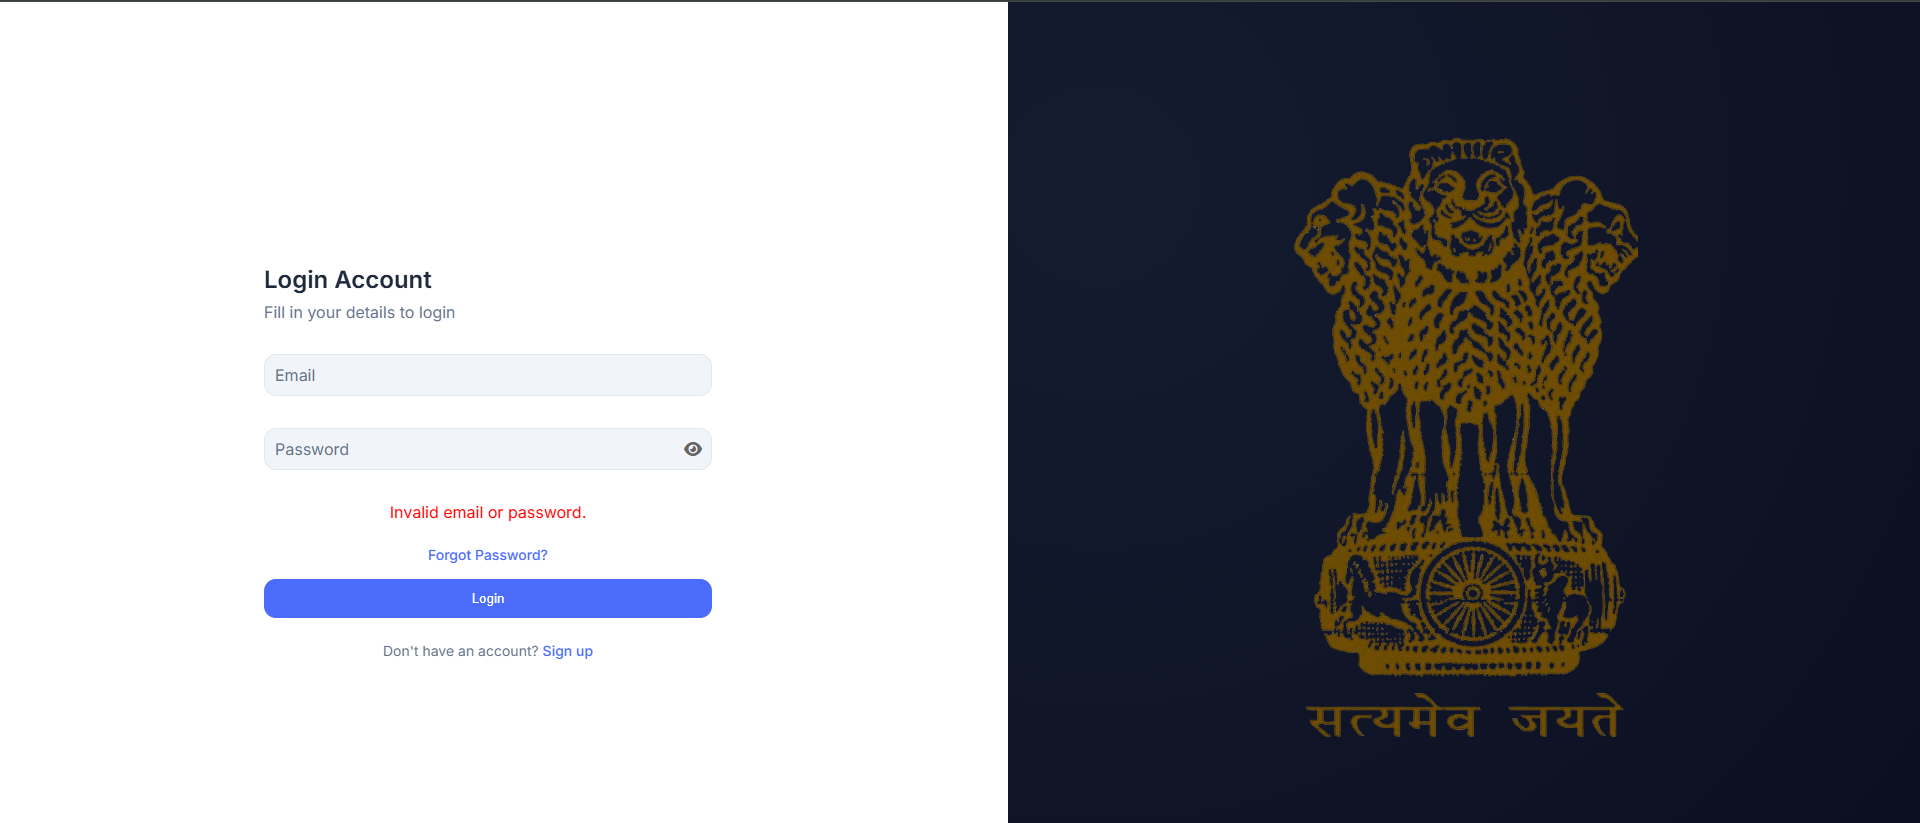 Login Account
Fill in your details to login
Email
Password
Invalid email or password.
Forgot Password?
Login
Don't have an account? Sign up
सत्यमेव जयते